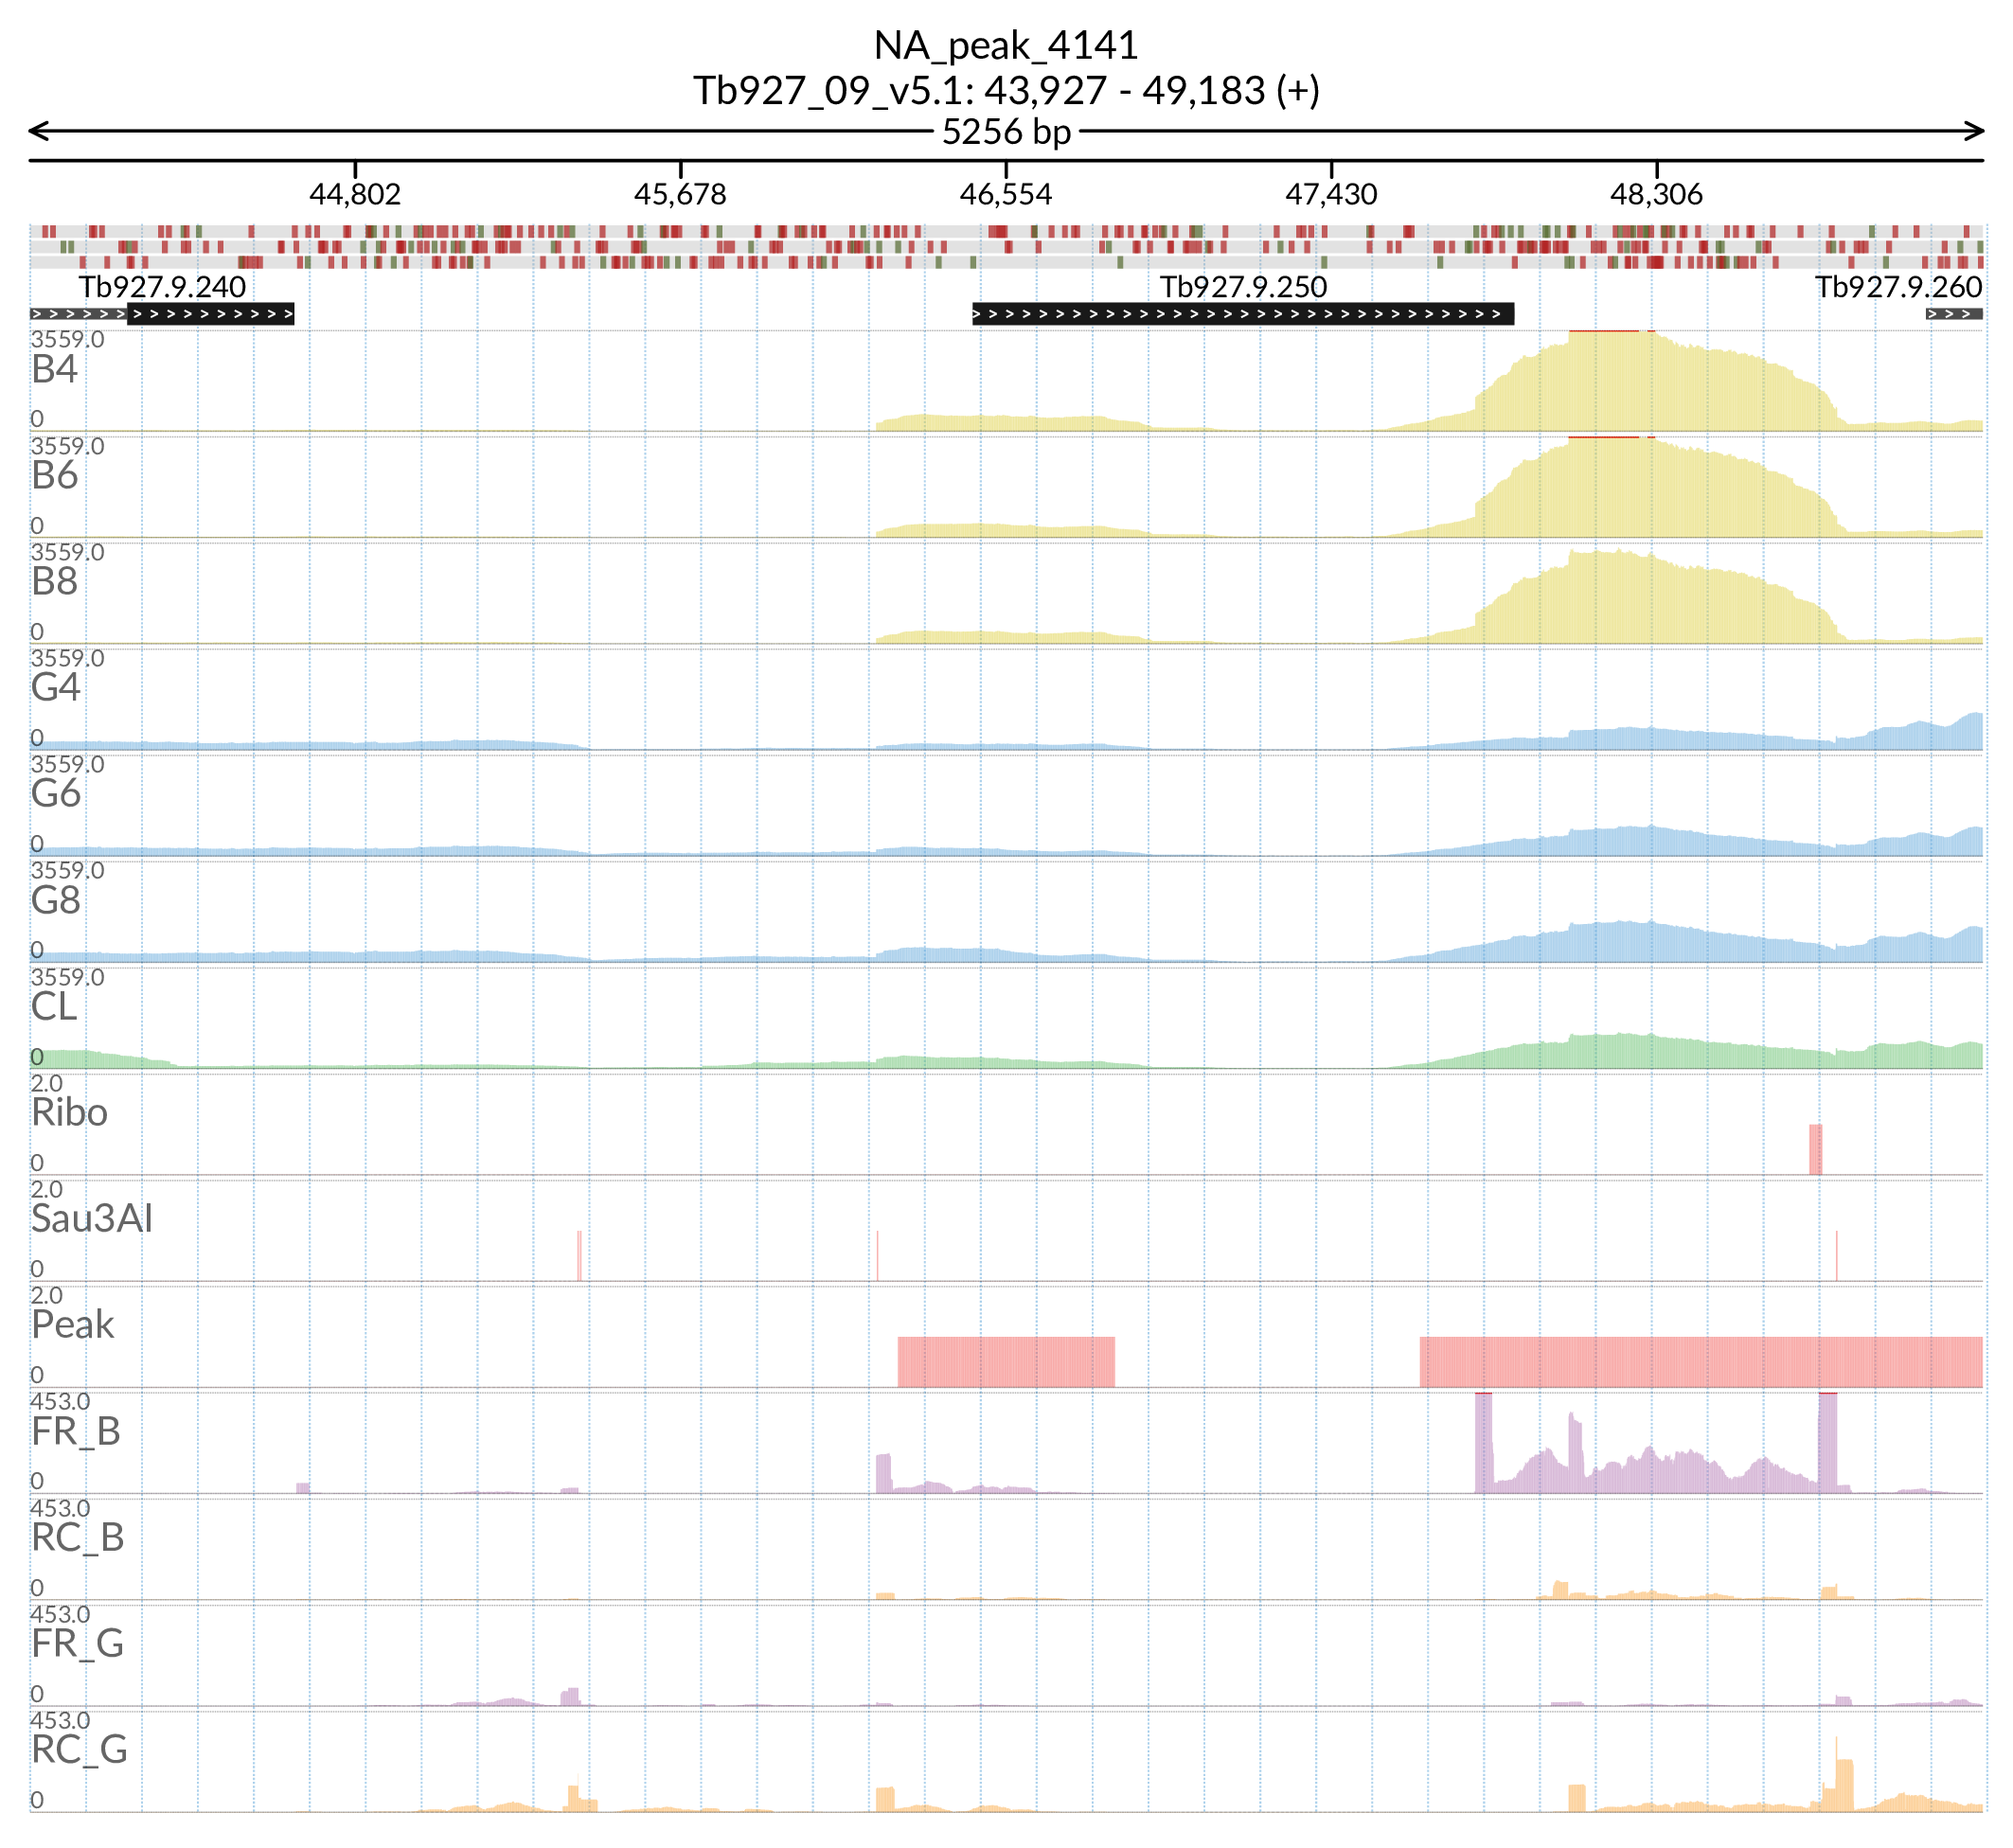 NA_peak_4141
Tb927_09_v5.1: 43,927 - 49,183 (+)
5256 bp
44,802 45,678 46,554 47,430 48,306
Tb927.9.240 Tb927.9.250 Tb927.9.260
3559.0
B4
0
3559.0
B6
0
3559.0
B8
0
3559.0
G4
0
3559.0
G6
0
3559.0
G8
0
3559.0
CL
0
2.0
Ribo
0
2.0
Sau3AI
0
2.0
Peak
0
453.0
FR_B
0
453.0
RC_B
0
453.0
FR_G
0
453.0
RC_G
0